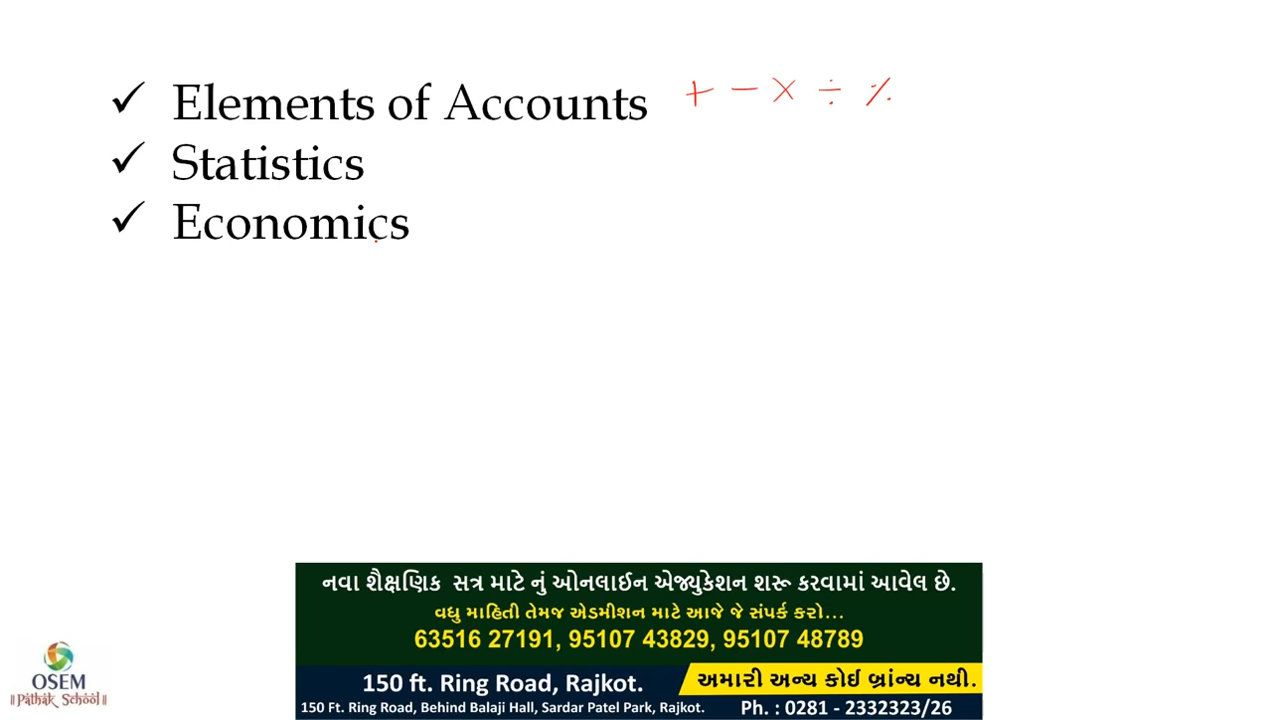 ✓ Elements of Accounts + − × ÷ %
✓ Statistics
✓ Economics
નવા શૈક્ષણિક સત્ર માટે નું ઓનલાઈન એજ્યુકેશન શરૂ કરવામાં આવેલ છે.
વધુ માહિતી તેમજ એડમીશન માટે આજે જે સંપર્ક કરો...
63516 27191, 95107 43829, 95107 48789
150 ft. Ring Road, Rajkot.
અમારી અન્ય કોઈ બ્રાંન્ચ નથી.
150 Ft. Ring Road, Behind Balaji Hall, Sardar Patel Park, Rajkot.
Ph. : 0281 - 2332323/26
OSEM
॥ Pathak School ॥